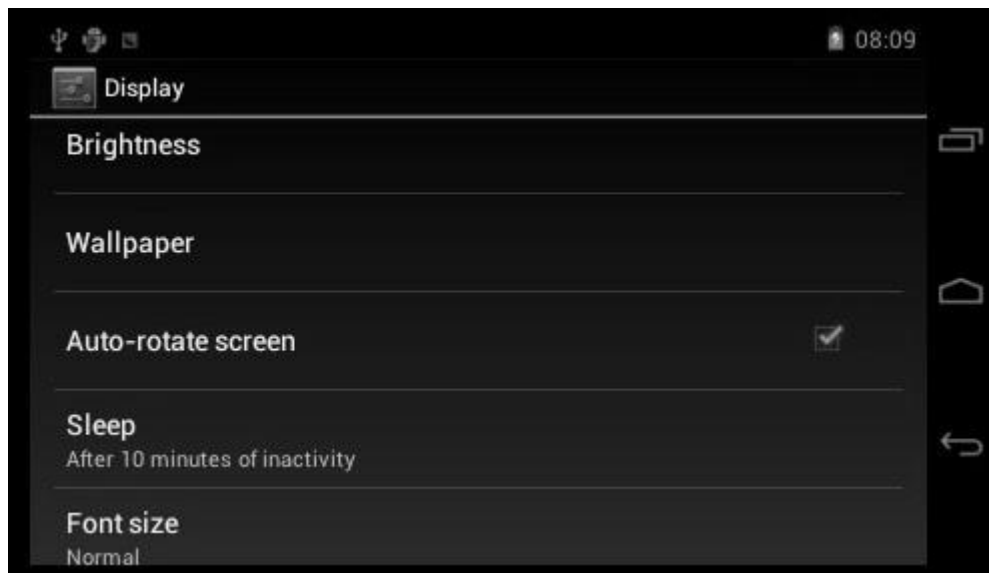 08:09
Display
Brightness
Wallpaper
Auto-rotate screen
Sleep
After 10 minutes of inactivity
Font size
Normal